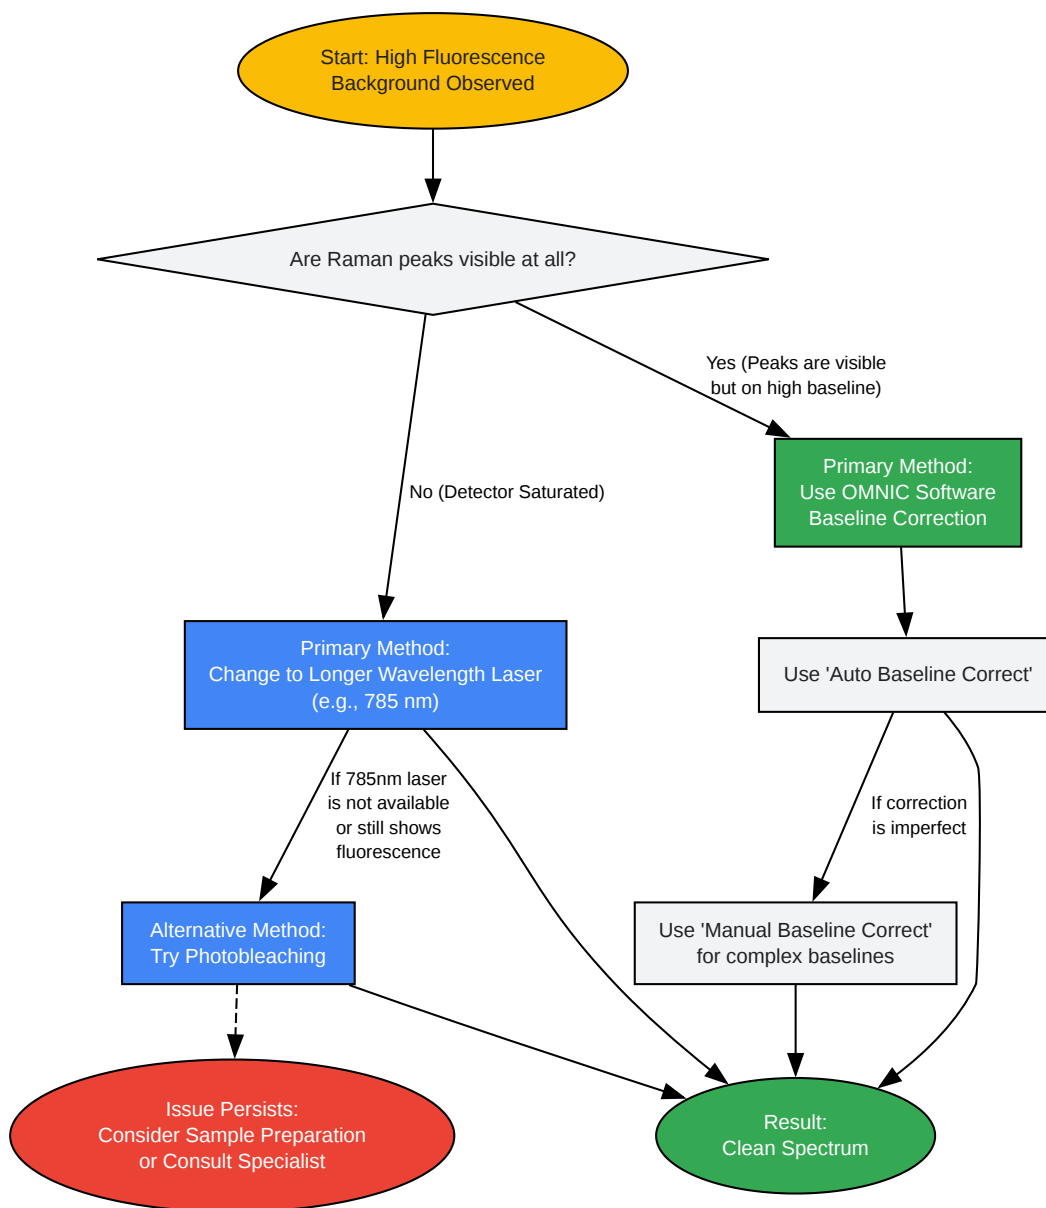 Start: High Fluorescence
Background Observed
Are Raman peaks visible at all?
Yes (Peaks are visible
but on high baseline)
Primary Method:
Use OMNIC Software
Baseline Correction
No (Detector Saturated)
Primary Method:
Change to Longer Wavelength Laser
(e.g., 785 nm)
Use 'Auto Baseline Correct'
If 785nm laser
is not available
or still shows
fluorescence
If correction
is imperfect
Alternative Method:
Try Photobleaching
Use 'Manual Baseline Correct'
for complex baselines
Issue Persists:
Consider Sample Preparation
or Consult Specialist
Result:
Clean Spectrum